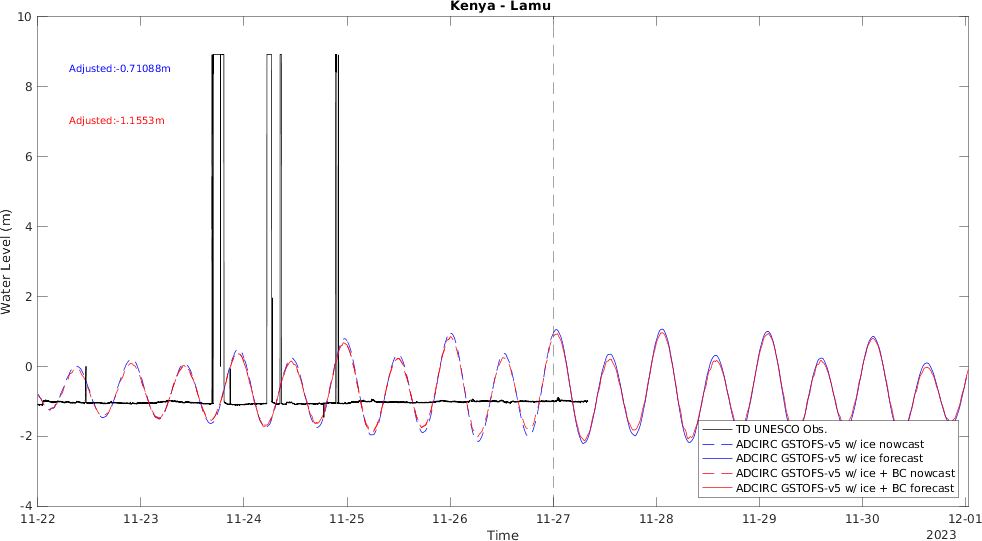 Kenya - Lamu
10
8
6
4
2
0
-2
-4
Water Level (m)
Adjusted:-0.71088m
Adjusted:-1.1553m
TD UNESCO Obs.
ADCIRC GSTOFS-v5 w/ ice nowcast
ADCIRC GSTOFS-v5 w/ ice forecast
ADCIRC GSTOFS-v5 w/ ice + BC nowcast
ADCIRC GSTOFS-v5 w/ ice + BC forecast
11-22 11-23 11-24 11-25 11-26 11-27 11-28 11-29 11-30 12-01
Time
2023